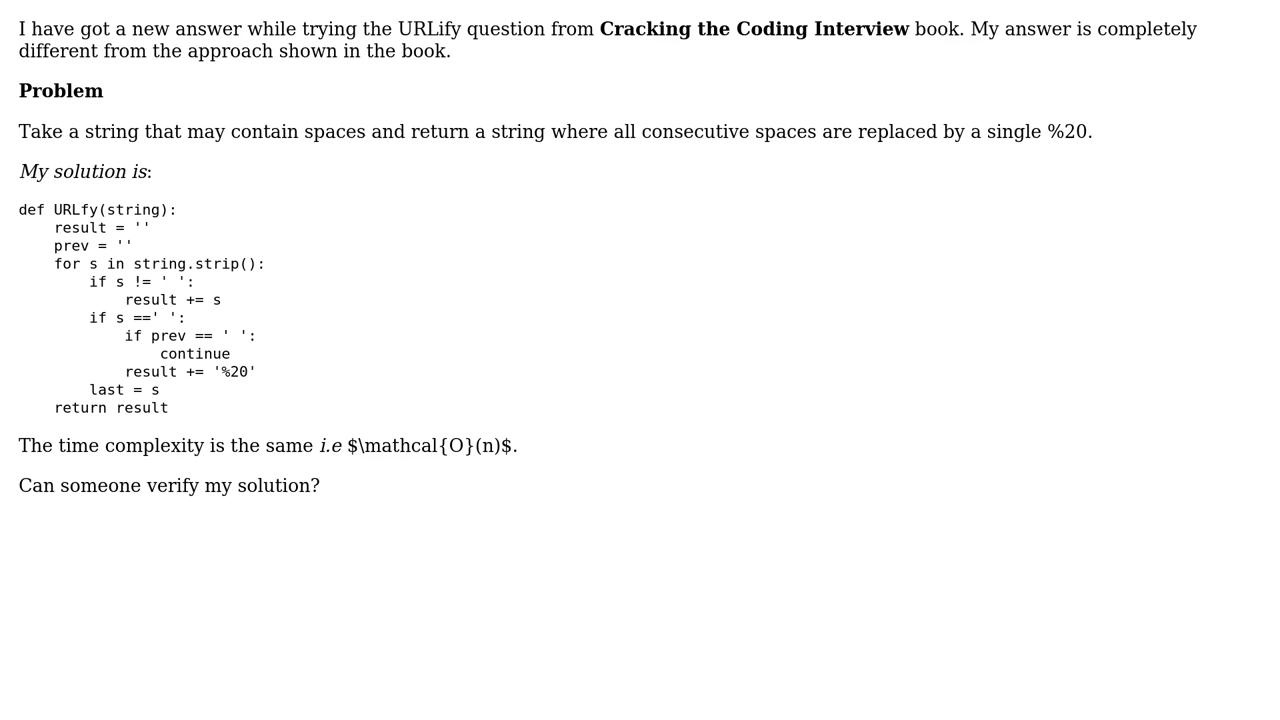 I have got a new answer while trying the URLify question from Cracking the Coding Interview book. My answer is completely
different from the approach shown in the book.
Problem
Take a string that may contain spaces and return a string where all consecutive spaces are replaced by a single %20.
My solution is:
def URLfy(string):
    result = ''
    prev = ''
    for s in string.strip():
        if s != ' ':
            result += s
        if s ==' ':
            if prev == ' ':
                continue
            result += '%20'
        last = s
    return result
The time complexity is the same i.e $\mathcal{O}(n)$.
Can someone verify my solution?